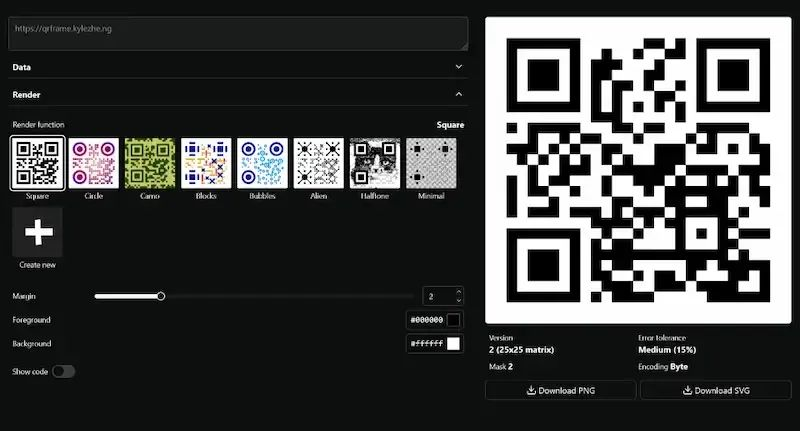 https://qrframe.kylezhe.ng
Data
Render
Render function
Square
Square
Circle
Camo
Blocks
Bubbles
Alien
Halftone
Minimal
Create new
Margin
2
Foreground
#000000
Background
#ffffff
Show code
Version
2 (25x25 matrix)
Error tolerance
Medium (15%)
Mask 2
Encoding Byte
Download PNG
Download SVG